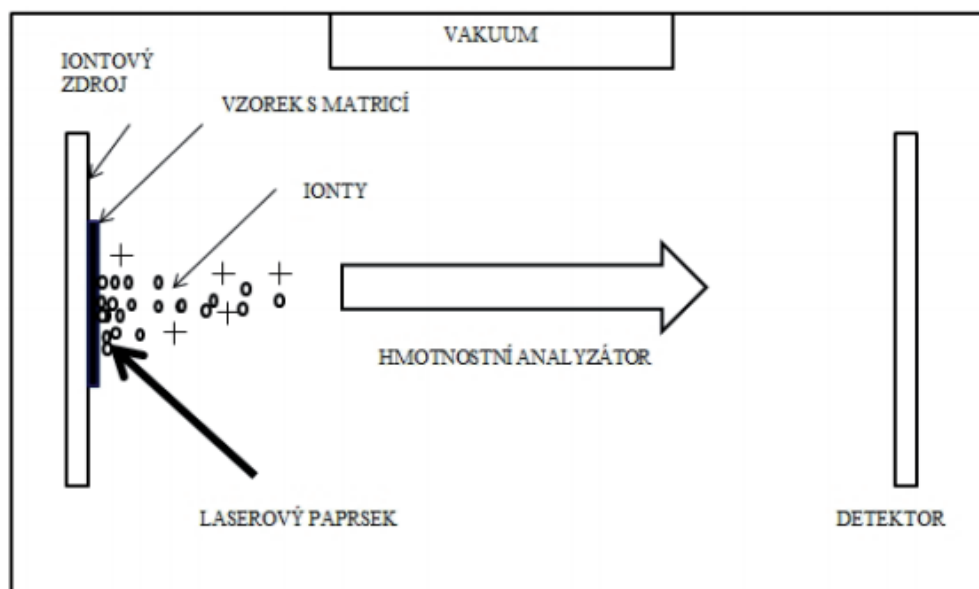 VAKUUM
IONTOVÝ
ZDROJ
VZOREK S MATRICÍ
IONTY
HMOTNOSTNÍ ANALYZÁTOR
LASEROVÝ PAPRSEK
DETEKTOR